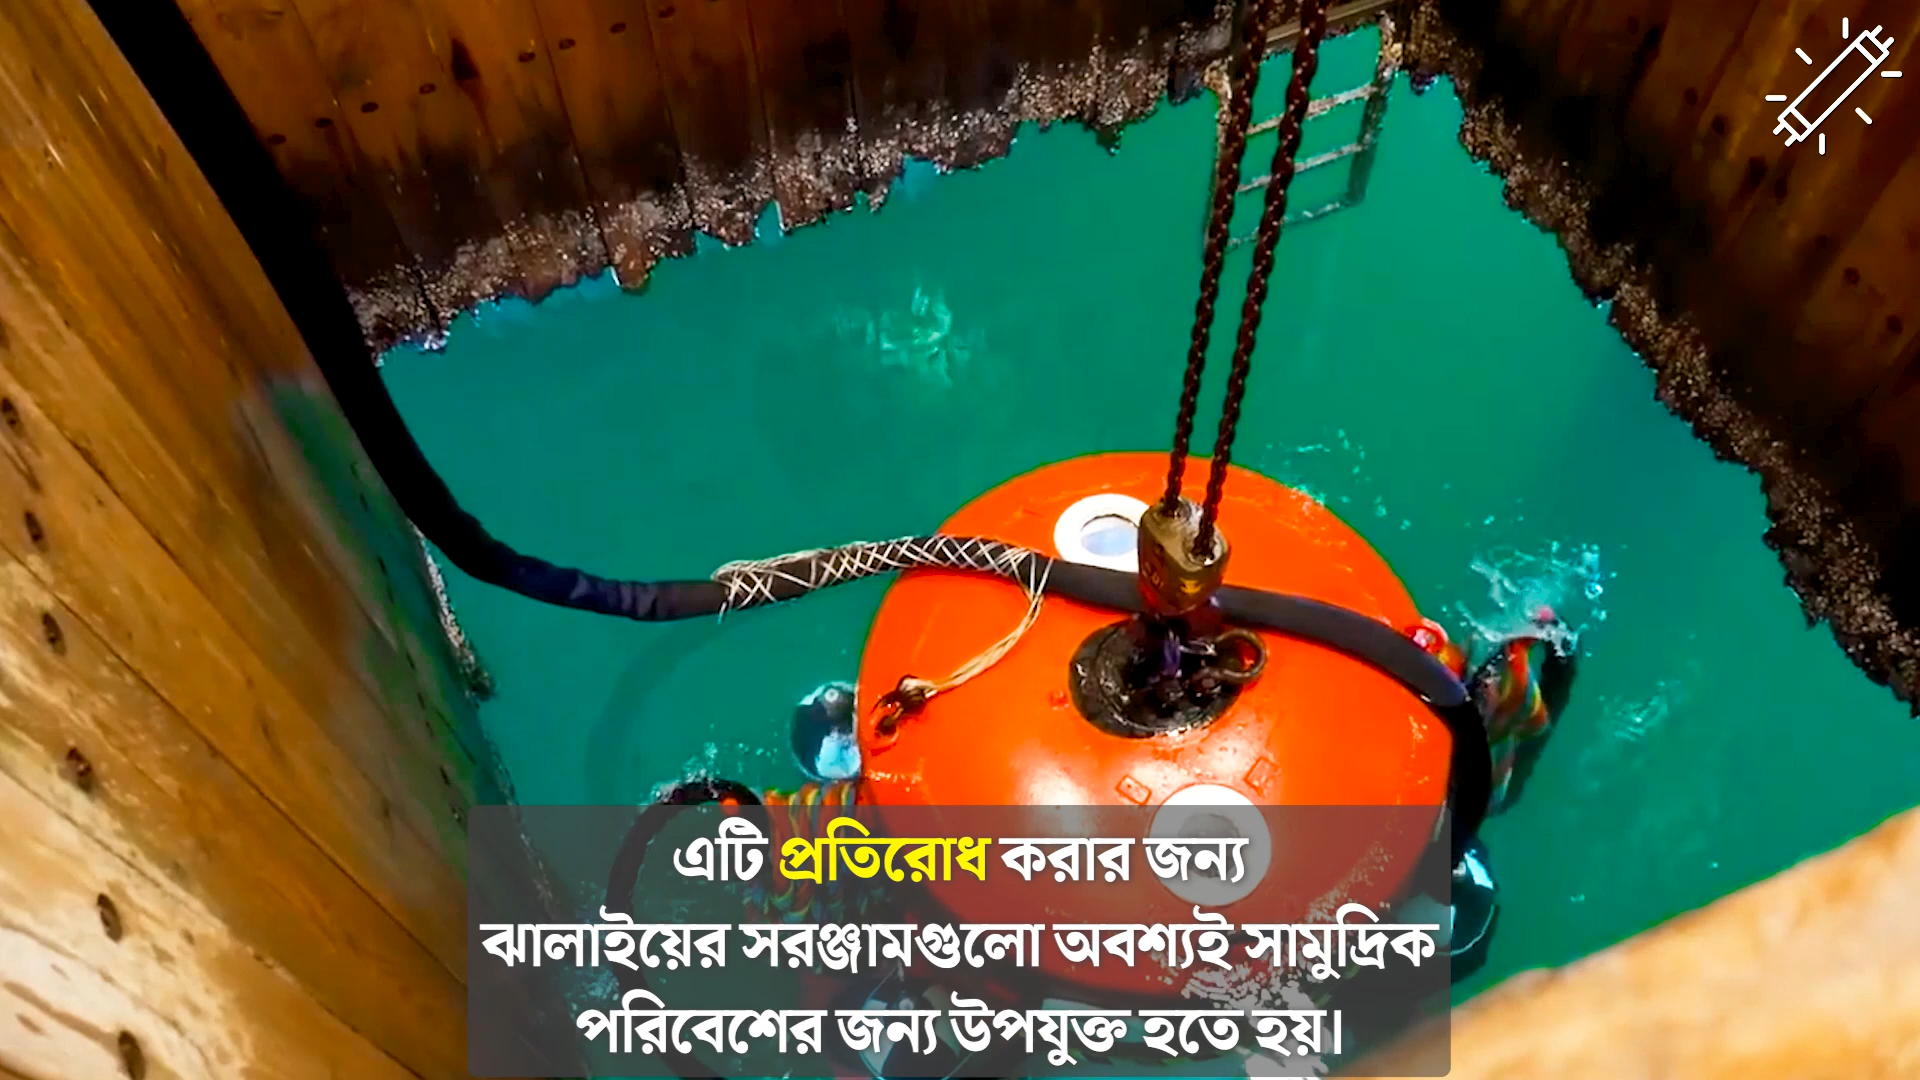 এটি প্রতিরোধ করার জন্য
ঝালাইয়ের সরঞ্জামগুলো অবশ্যই সামুদ্রিক
পরিবেশের জন্য উপযুক্ত হতে হয়।